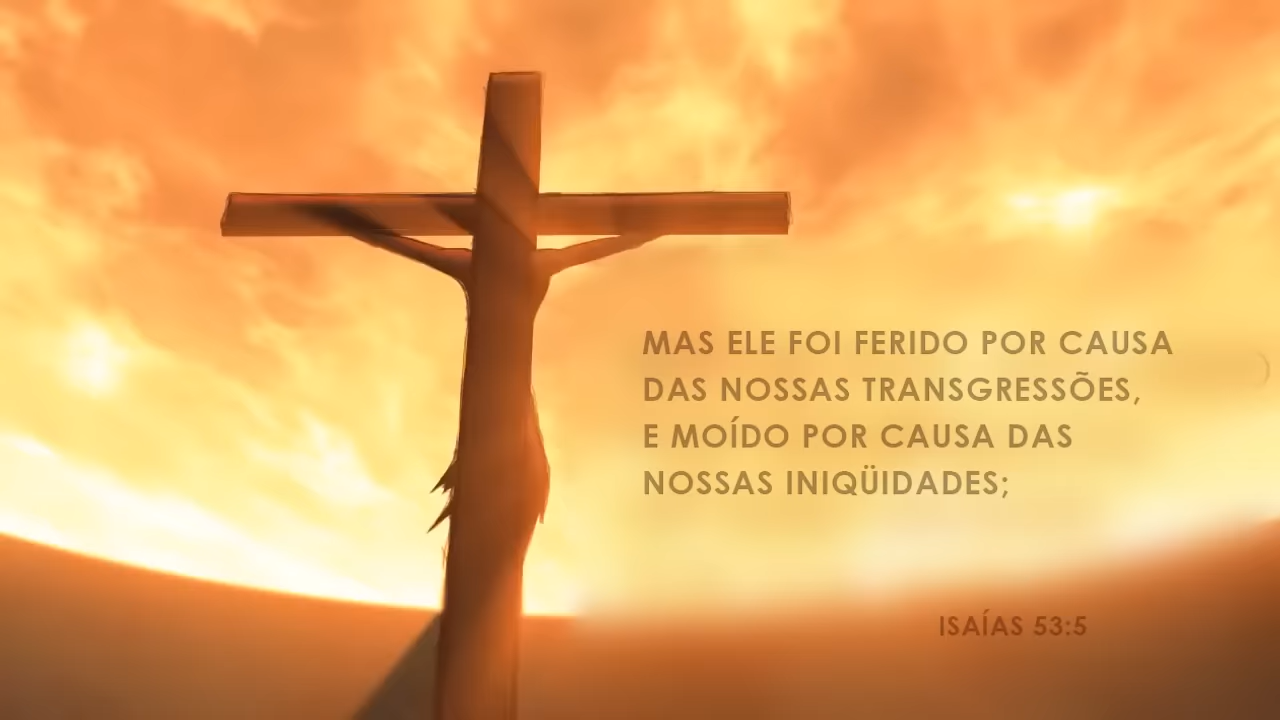 MAS ELE FOI FERIDO POR CAUSA
DAS NOSSAS TRANSGRESSÕES,
E MOÍDO POR CAUSA DAS
NOSSAS INIQÜIDADES;
ISAÍAS 53:5